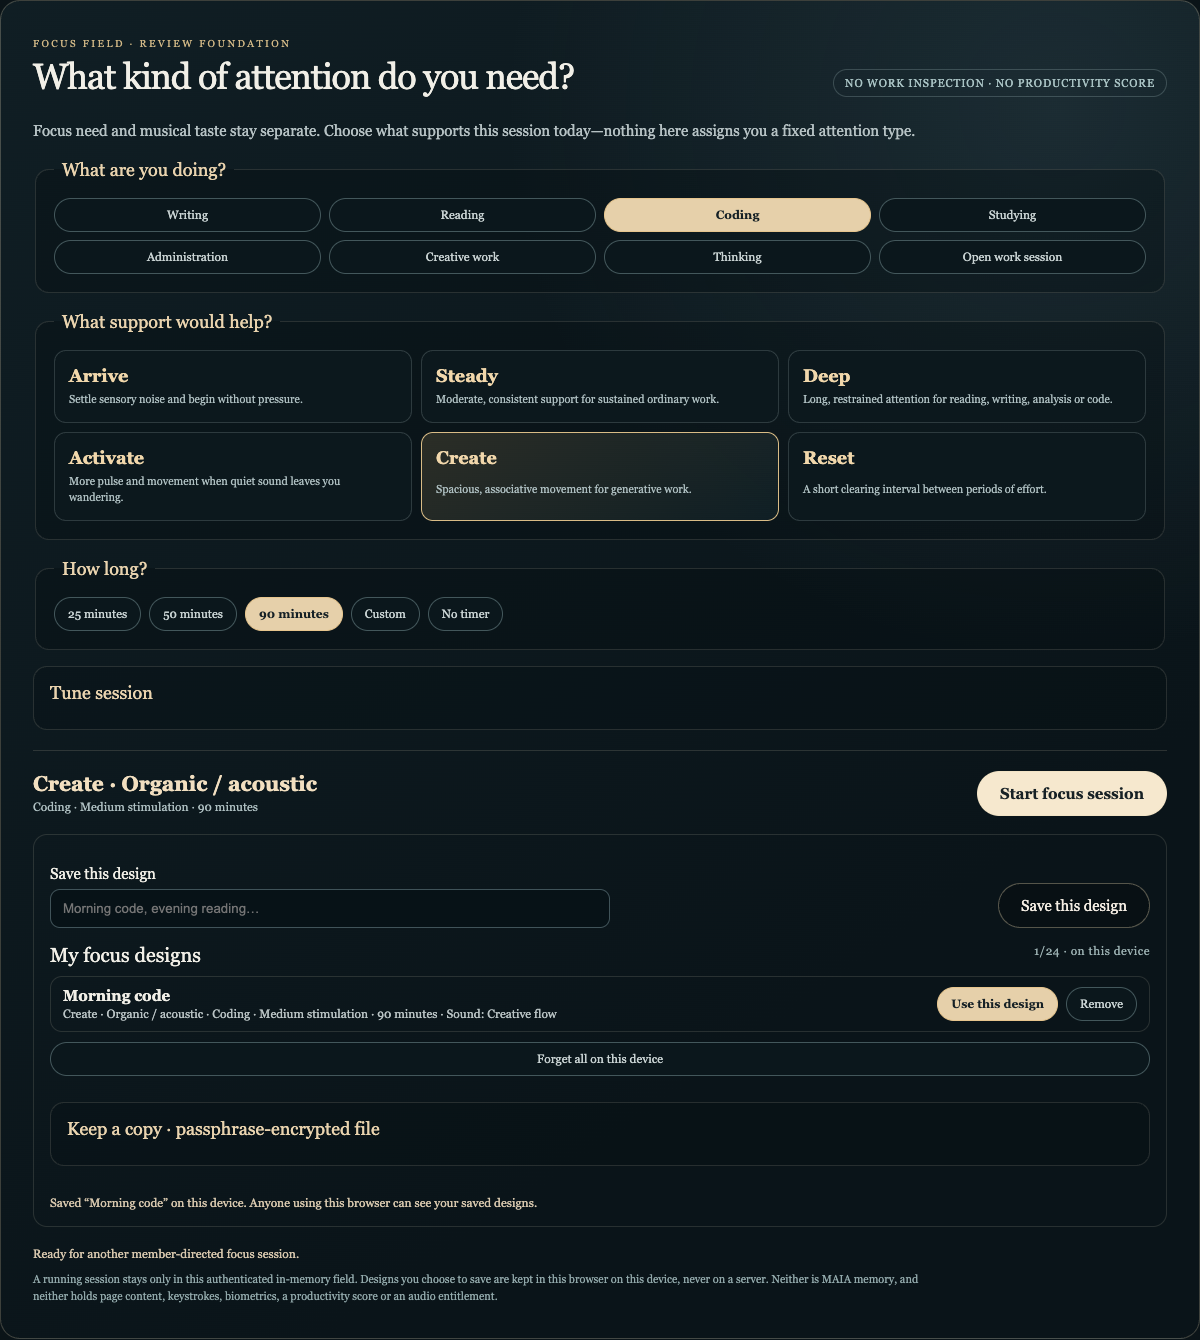 FOCUS FIELD · REVIEW FOUNDATION
What kind of attention do you need?
NO WORK INSPECTION · NO PRODUCTIVITY SCORE
Focus need and musical taste stay separate. Choose what supports this session today—nothing here assigns you a fixed attention type.
What are you doing?
Writing
Reading
Coding
Studying
Administration
Creative work
Thinking
Open work session
What support would help?
Arrive
Settle sensory noise and begin without pressure.
Steady
Moderate, consistent support for sustained ordinary work.
Deep
Long, restrained attention for reading, writing, analysis or code.
Activate
More pulse and movement when quiet sound leaves you
wandering.
Create
Spacious, associative movement for generative work.
Reset
A short clearing interval between periods of effort.
How long?
25 minutes
50 minutes
90 minutes
Custom
No timer
Tune session
Create · Organic / acoustic
Coding · Medium stimulation · 90 minutes
Start focus session
Save this design
Morning code, evening reading…
Save this design
My focus designs
1/24 · on this device
Morning code
Create · Organic / acoustic · Coding · Medium stimulation · 90 minutes · Sound: Creative flow
Use this design
Remove
Forget all on this device
Keep a copy · passphrase-encrypted file
Saved “Morning code” on this device. Anyone using this browser can see your saved designs.
Ready for another member-directed focus session.
A running session stays only in this authenticated in-memory field. Designs you choose to save are kept in this browser on this device, never on a server. Neither is MAIA memory, and
neither holds page content, keystrokes, biometrics, a productivity score or an audio entitlement.